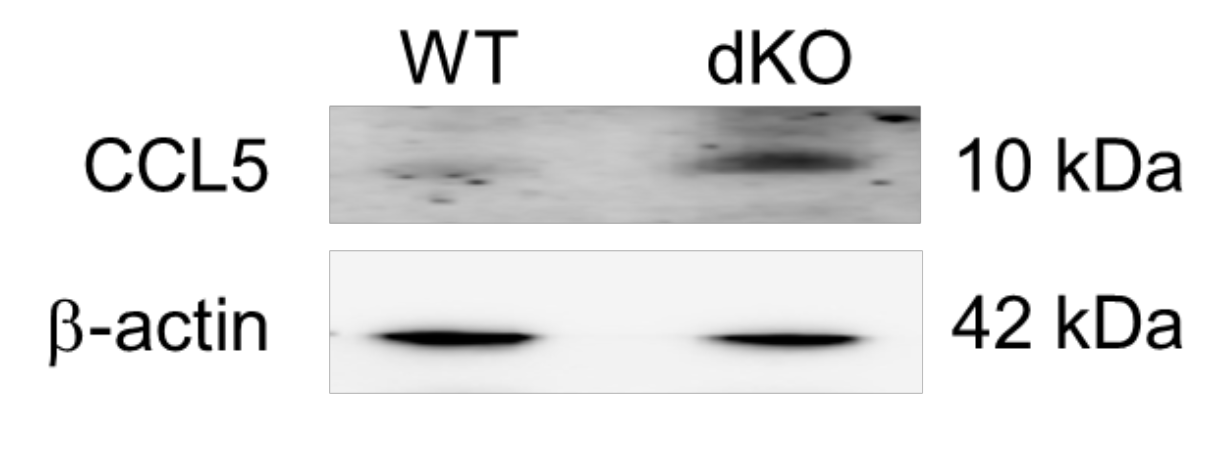 WT dKO
CCL5 10 kDa
β-actin 42 kDa